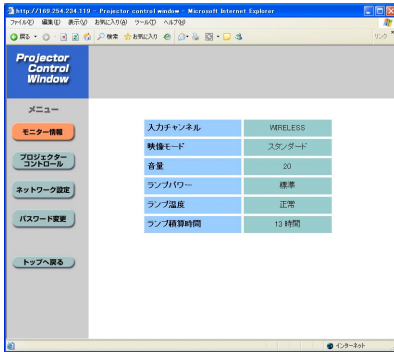 http://169.254.234.119 - Projector control window - Microsoft Internet Explorer
ファイル(F) 編集(E) 表示(V) お気に入り(A) ツール(T) ヘルプ(H)
戻る 検索 お気に入り リンク
Projector
Control
Window
メニュー
モニター情報
プロジェクター
コントロール
ネットワーク設定
パスワード変更
トップへ戻る
入力チャンネル WIRELESS
映像モード スタンダード
音量 20
ランプパワー 標準
ランプ温度 正常
ランプ積算時間 13 時間
インターネット